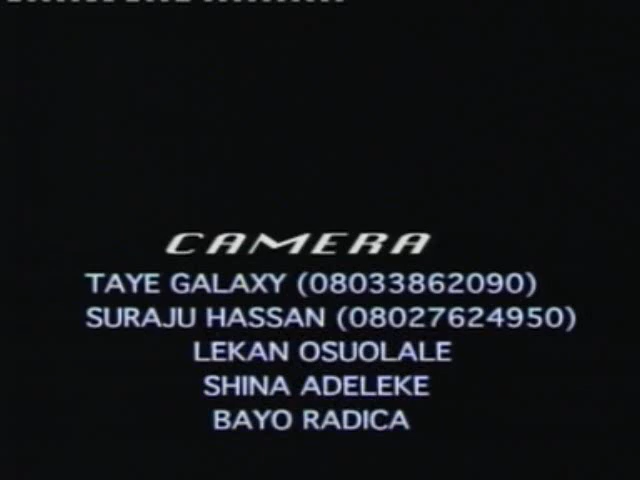 CAMERA
TAYE GALAXY (08033862090)
SURAJU HASSAN (08027624950)
LEKAN OSUOLALE
SHINA ADELEKE
BAYO RADICA